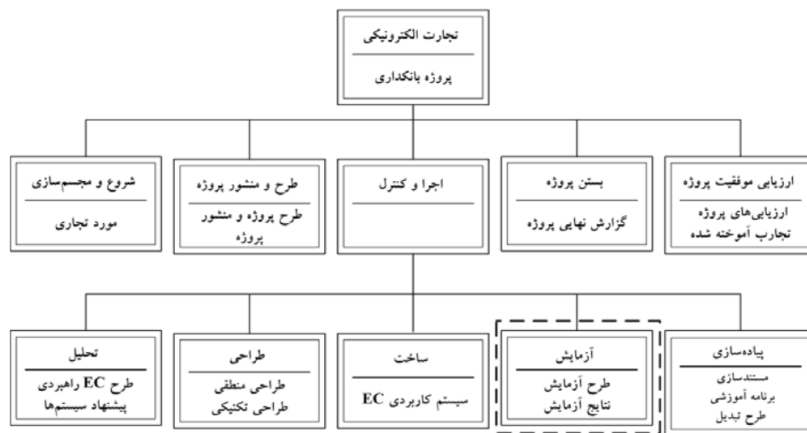 تجارت الکترونیکی
پروژه بانکداری
شروع و مجسم‌سازی
مورد تجاری
طرح و منشور پروژه
طرح پروژه و منشور
پروژه
اجرا و کنترل
بستن پروژه
گزارش نهایی پروژه
ارزیابی موفقیت پروژه
ارزیابی‌های پروژه
تجارب آموخته شده
تحلیل
طرح EC راهبردی
پیشنهاد سیستم‌ها
طراحی
طراحی منطقی
طراحی تکنیکی
ساخت
سیستم کاربردی EC
آزمایش
طرح آزمایش
نتایج آزمایش
پیاده‌سازی
مستندسازی
برنامه آموزشی
طرح تبدیل